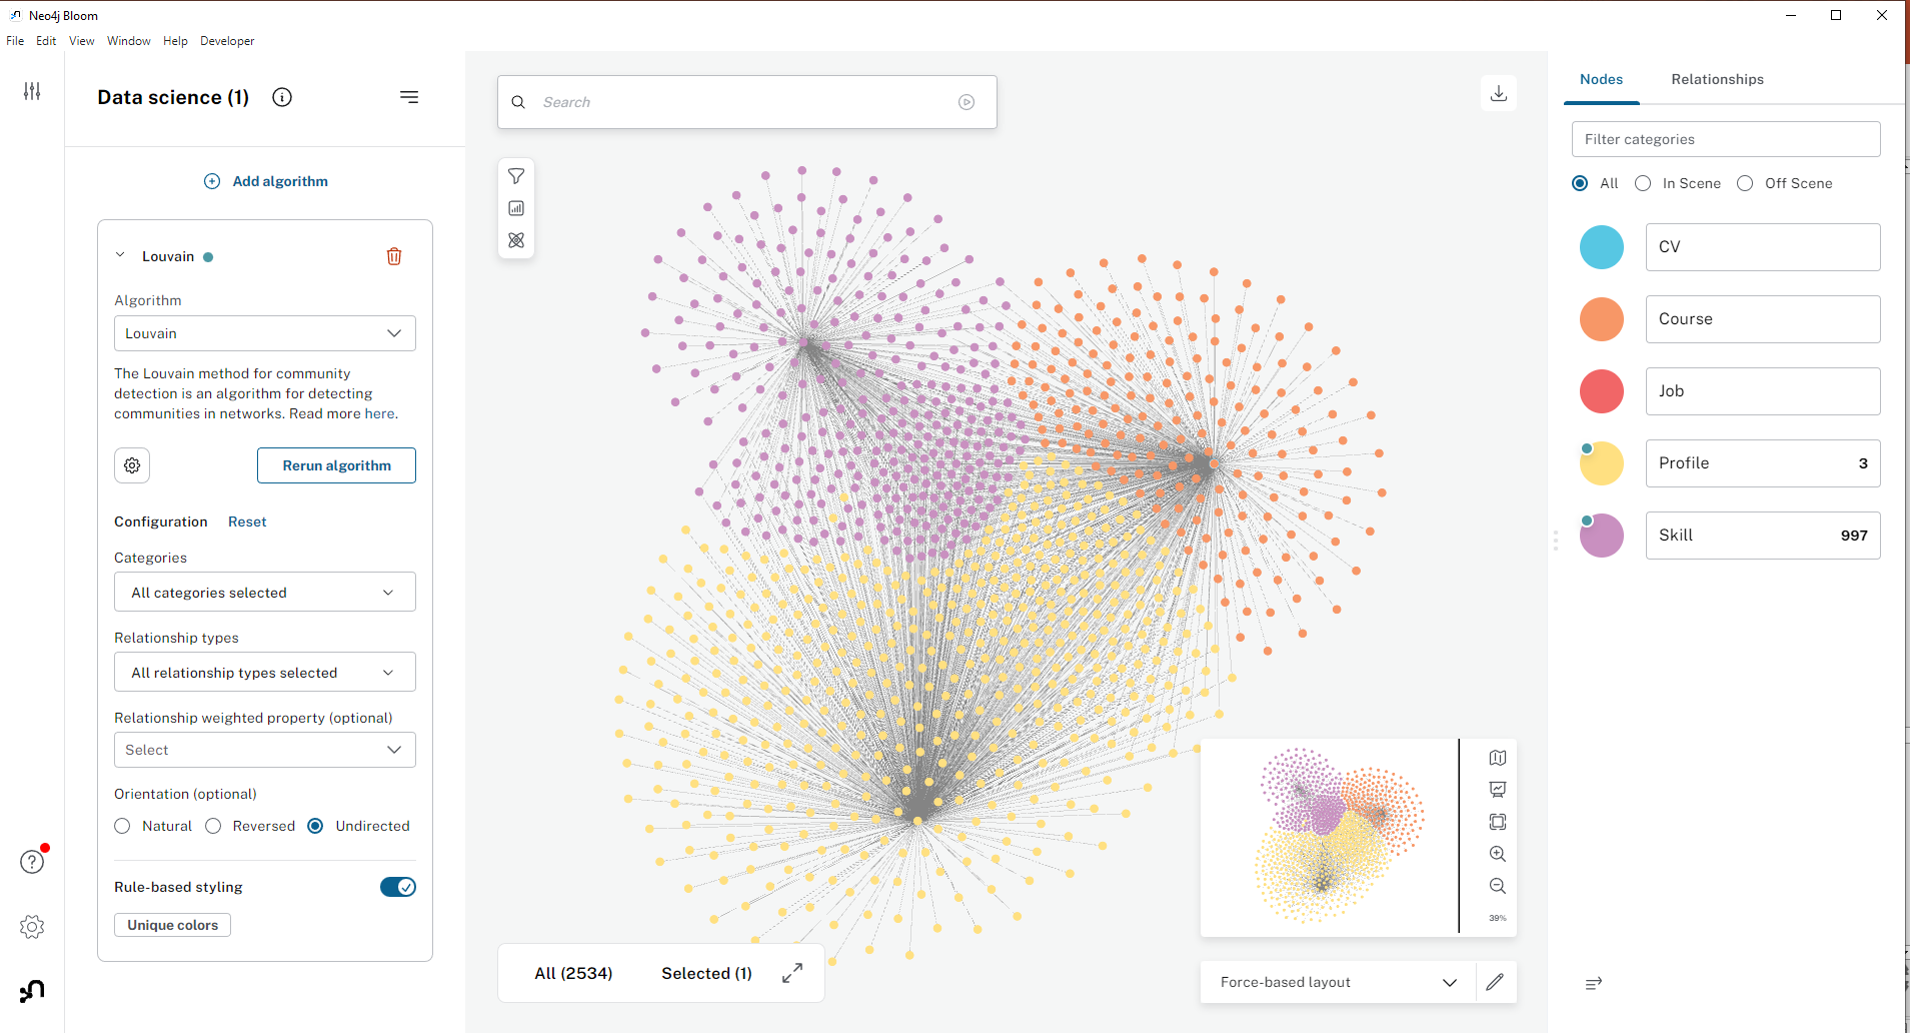 Neo4j Bloom
File Edit View Window Help Developer
Data science (1)
Add algorithm
Louvain
Algorithm
Louvain
The Louvain method for community
detection is an algorithm for detecting
communities in networks. Read more here.
Rerun algorithm
Configuration Reset
Categories
All categories selected
Relationship types
All relationship types selected
Relationship weighted property (optional)
Select
Orientation (optional)
Natural Reversed Undirected
Rule-based styling
Unique colors
Search
All (2534) Selected (1)
39%
Force-based layout
Nodes Relationships
Filter categories
All In Scene Off Scene
CV
Course
Job
Profile 3
Skill 997